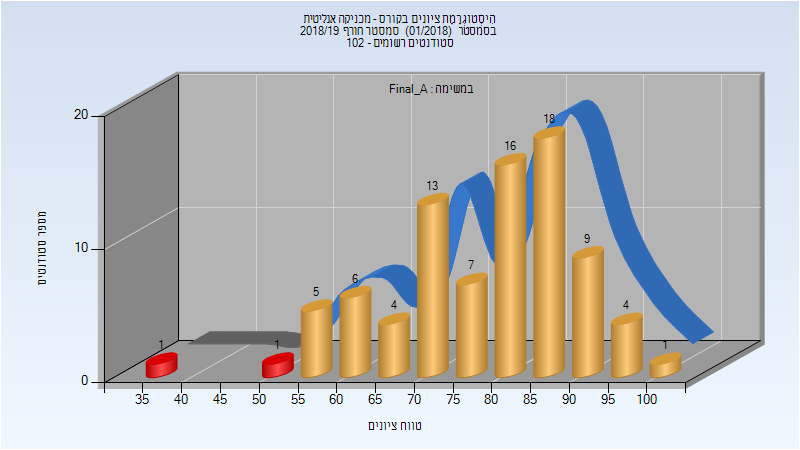 היסטוגרמת ציונים בקורס - מכניקה אנליטית
בסמסטר (01/2018) סמסטר חורף 2018/19
סטודנטים רשומים - 102
במשימה : Final_A
מספר סטודנטים
20
10
0
1
1
5
6
4
13
7
16
18
9
4
1
35 40 45 50 55 60 65 70 75 80 85 90 95 100
טווח ציונים